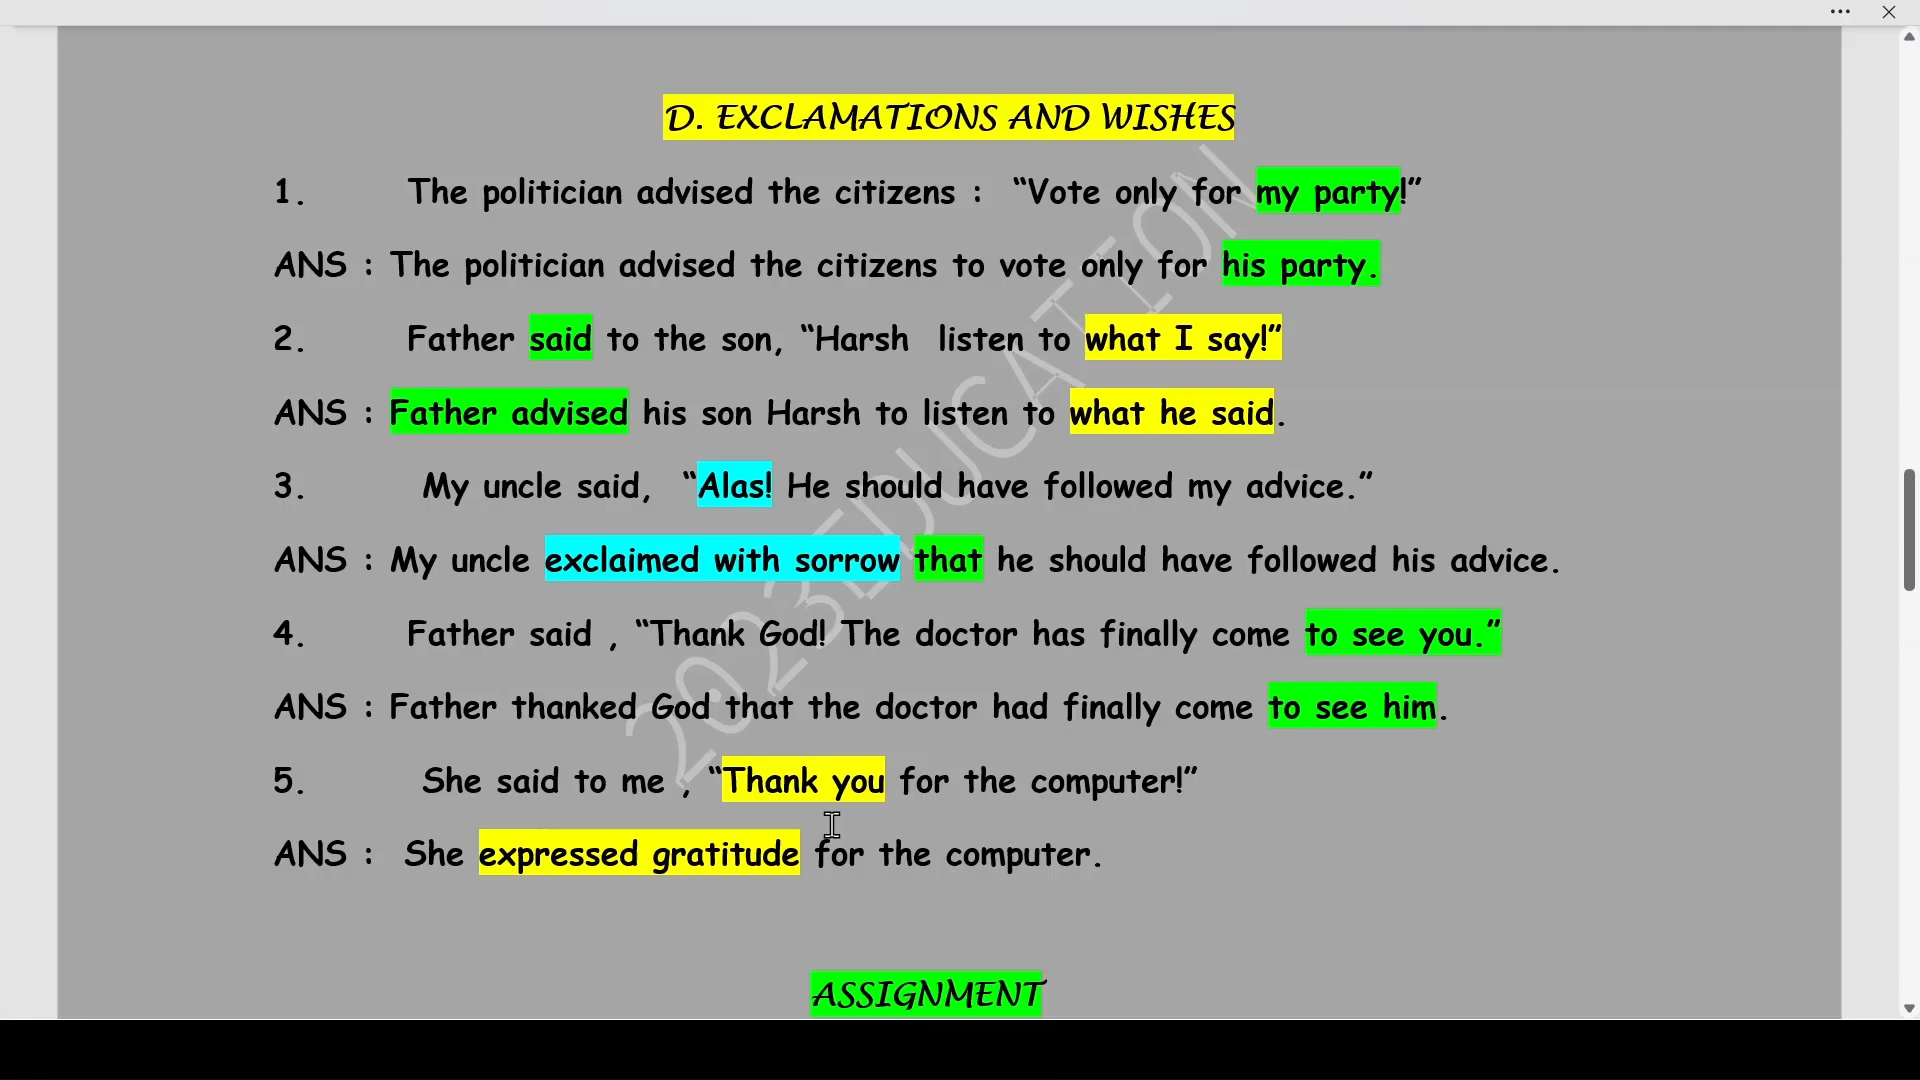 D. EXCLAMATIONS AND WISHES
1. The politician advised the citizens : “Vote only for my party!”
ANS : The politician advised the citizens to vote only for his party.
2. Father said to the son, “Harsh listen to what I say!”
ANS : Father advised his son Harsh to listen to what he said.
3. My uncle said, “Alas! He should have followed my advice.”
ANS : My uncle exclaimed with sorrow that he should have followed his advice.
4. Father said , “Thank God! The doctor has finally come to see you.”
ANS : Father thanked God that the doctor had finally come to see him.
5. She said to me , “Thank you for the computer!”
ANS : She expressed gratitude for the computer.
ASSIGNMENT
2023EDUCATION